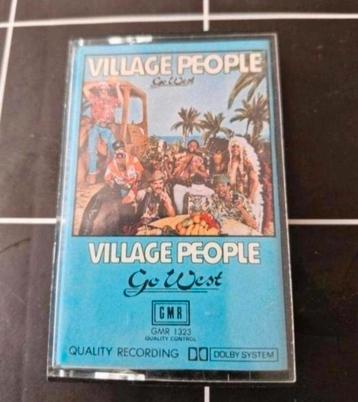 VILLAGE PEOPLE
Go West
VILLAGE PEOPLE
Go West
GMR
GMR 1323
QUALITY CONTROL
QUALITY RECORDING DOLBY SYSTEM